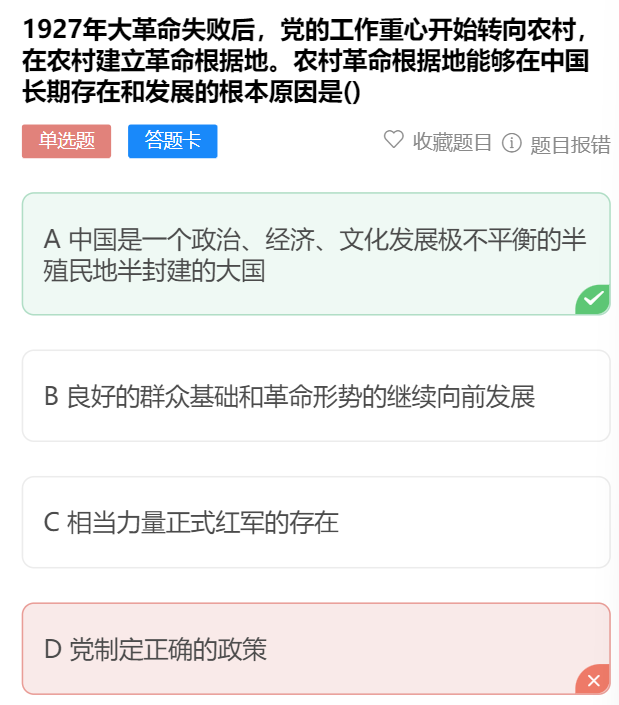 1927年大革命失败后，党的工作重心开始转向农村，
在农村建立革命根据地。农村革命根据地能够在中国
长期存在和发展的根本原因是()
单选题 答题卡 收藏题目 题目报错
A 中国是一个政治、经济、文化发展极不平衡的半
殖民地半封建的大国
B 良好的群众基础和革命形势的继续向前发展
C 相当力量正式红军的存在
D 党制定正确的政策